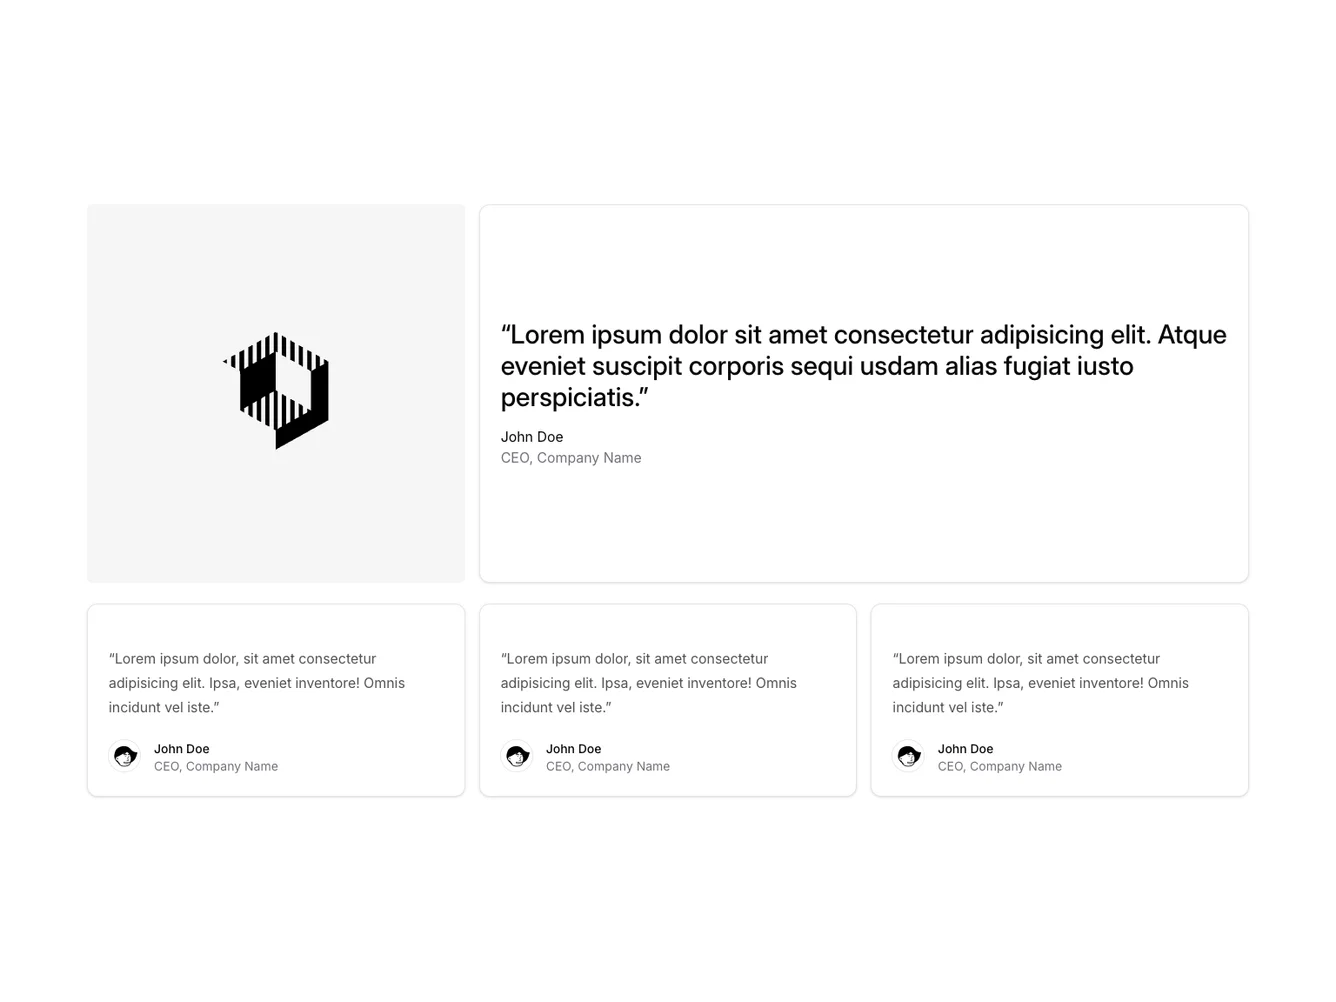 “Lorem ipsum dolor sit amet consectetur adipisicing elit. Atque
eveniet suscipit corporis sequi usdam alias fugiat iusto
perspiciatis.”
John Doe
CEO, Company Name
“Lorem ipsum dolor, sit amet consectetur
adipisicing elit. Ipsa, eveniet inventore! Omnis
incidunt vel iste.”
John Doe
CEO, Company Name
“Lorem ipsum dolor, sit amet consectetur
adipisicing elit. Ipsa, eveniet inventore! Omnis
incidunt vel iste.”
John Doe
CEO, Company Name
“Lorem ipsum dolor, sit amet consectetur
adipisicing elit. Ipsa, eveniet inventore! Omnis
incidunt vel iste.”
John Doe
CEO, Company Name